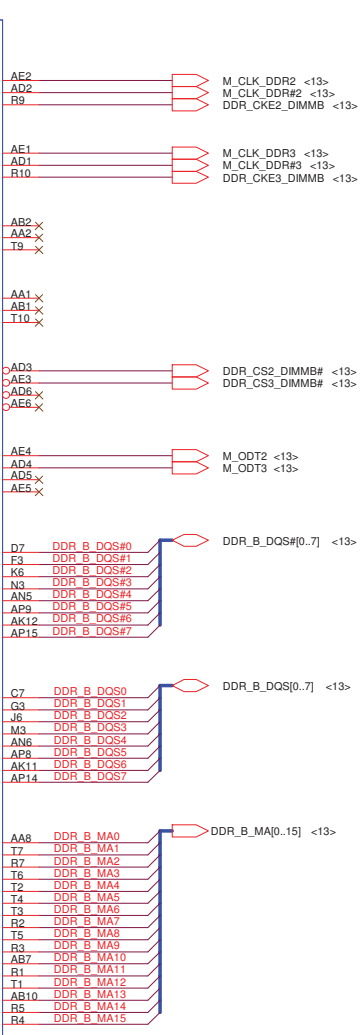 AE2 M_CLK_DDR2 <13>
AD2 M_CLK_DDR#2 <13>
R9 DDR_CKE2_DIMMB <13>
AE1 M_CLK_DDR3 <13>
AD1 M_CLK_DDR#3 <13>
R10 DDR_CKE3_DIMMB <13>
AB2
AA2
T9
AA1
AB1
T10
AD3 DDR_CS2_DIMMB# <13>
AE3 DDR_CS3_DIMMB# <13>
AD6
AE6
AE4 M_ODT2 <13>
AD4 M_ODT3 <13>
AD5
AE5
DDR_B_DQS#[0..7] <13>
D7 DDR_B_DQS#0
F3 DDR_B_DQS#1
K6 DDR_B_DQS#2
N3 DDR_B_DQS#3
AN5 DDR_B_DQS#4
AP9 DDR_B_DQS#5
AK12 DDR_B_DQS#6
AP15 DDR_B_DQS#7
DDR_B_DQS[0..7] <13>
C7 DDR_B_DQS0
G3 DDR_B_DQS1
J6 DDR_B_DQS2
M3 DDR_B_DQS3
AN6 DDR_B_DQS4
AP8 DDR_B_DQS5
AK11 DDR_B_DQS6
AP14 DDR_B_DQS7
DDR_B_MA[0..15] <13>
AA8 DDR_B_MA0
T7 DDR_B_MA1
R7 DDR_B_MA2
T6 DDR_B_MA3
T2 DDR_B_MA4
T4 DDR_B_MA5
T3 DDR_B_MA6
R2 DDR_B_MA7
T5 DDR_B_MA8
R3 DDR_B_MA9
AB7 DDR_B_MA10
R1 DDR_B_MA11
T1 DDR_B_MA12
AB10 DDR_B_MA13
R5 DDR_B_MA14
R4 DDR_B_MA15